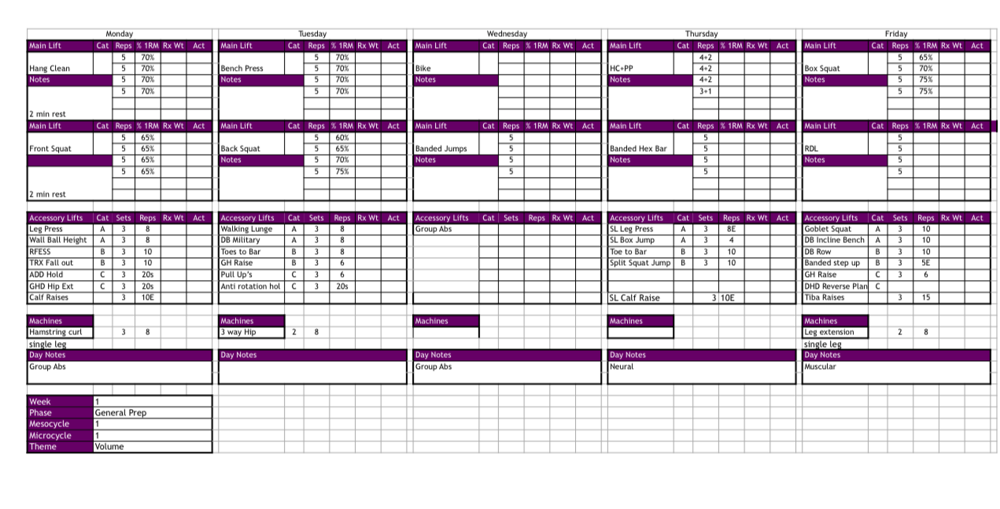 Monday Tuesday Wednesday Thursday Friday
Main Lift Cat Reps % 1RM Rx Wt Act Main Lift Cat Reps % 1RM Rx Wt Act Main Lift Cat Reps % 1RM Rx Wt Act Main Lift Cat Reps % 1RM Rx Wt Act Main Lift Cat Reps % 1RM Rx Wt Act
5 70% 5 70% 4+2 5 65%
Hang Clean 5 70% Bench Press 5 70% Bike HC+PP 4+2 Box Squat 5 70%
Notes 5 70% Notes 5 70% Notes Notes 4+2 Notes 5 75%
5 70% 5 70% 3+1 5 75%
2 min rest
Main Lift Cat Reps % 1RM Rx Wt Act Main Lift Cat Reps % 1RM Rx Wt Act Main Lift Cat Reps % 1RM Rx Wt Act Main Lift Cat Reps % 1RM Rx Wt Act Main Lift Cat Reps % 1RM Rx Wt Act
5 65% 5 60% 5 5 5
Front Squat 5 65% Back Squat 5 65% Banded Jumps 5 Banded Hex Bar 5 RDL 5
5 65% Notes 5 70% Notes 5 Notes 5 Notes 5
5 65% 5 75% 5 5 5
2 min rest
Accessory Lifts Cat Sets Reps Rx Wt Act Accessory Lifts Cat Sets Reps Rx Wt Act Accessory Lifts Cat Sets Reps Rx Wt Act Accessory Lifts Cat Sets Reps Rx Wt Act Accessory Lifts Cat Sets Reps Rx Wt Act
Leg Press A 3 8 Walking Lunge A 3 8 Group Abs SL Leg Press A 3 8E Goblet Squat A 3 10
Wall Ball Height A 3 8 DB Military A 3 8 SL Box Jump A 3 4 DB Incline Bench A 3 10
RFESS B 3 10 Toes to Bar B 3 8 Toe to Bar B 3 10 DB Row B 3 10
TRX Fall out B 3 10 GH Raise B 3 6 Split Squat Jump B 3 10 Banded step up B 3 5E
ADD Hold C 3 20s Pull Up's C 3 6 GH Raise C 3 6
GHD Hip Ext C 3 20s Anti rotation hol C 3 20s DHD Reverse Plan C
Calf Raises 3 10E SL Calf Raise 3 10E Tiba Raises 3 15
Machines Machines Machines Machines Machines
Hamstring curl 3 8 3 way Hip 2 8 Leg extension 2 8
single leg single leg
Day Notes Day Notes Day Notes Day Notes Day Notes
Group Abs Group Abs Neural Muscular
Week 1
Phase General Prep
Mesocycle 1
Microcycle 1
Theme Volume